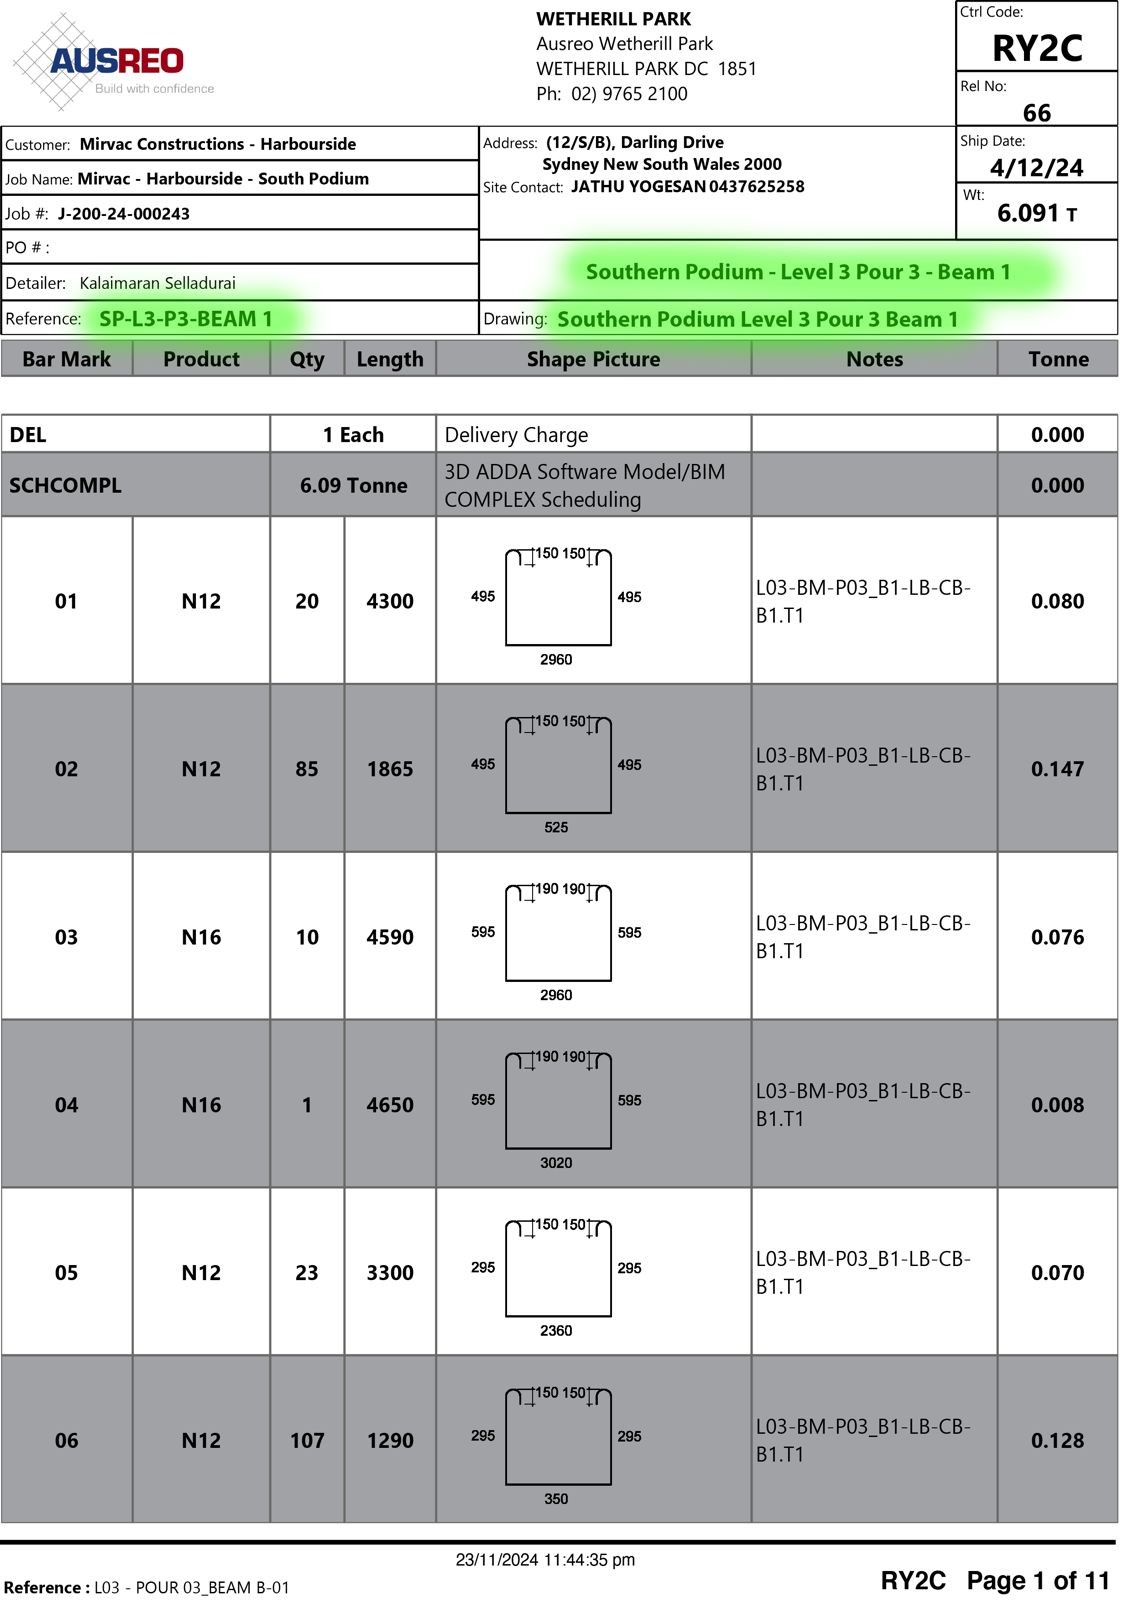 AUSREO
Build with confidence
WETHERILL PARK
Ausreo Wetherill Park
WETHERILL PARK DC 1851
Ph: 02) 9765 2100
Ctrl Code:
RY2C
Rel No:
66
Customer: Mirvac Constructions - Harbourside
Job Name: Mirvac - Harbourside - South Podium
Job #: J-200-24-000243
PO # :
Detailer: Kalaimaran Selladurai
Reference: SP-L3-P3-BEAM 1
Address: (12/S/B), Darling Drive
Sydney New South Wales 2000
Site Contact: JATHU YOGESAN 0437625258
Ship Date:
4/12/24
Wt:
6.091 T
Southern Podium - Level 3 Pour 3 - Beam 1
Drawing: Southern Podium Level 3 Pour 3 Beam 1
Bar Mark Product Qty Length Shape Picture Notes Tonne
DEL 1 Each Delivery Charge 0.000
SCHCOMPL 6.09 Tonne 3D ADDA Software Model/BIM 0.000
COMPLEX Scheduling
150 150
01 N12 20 4300 495 495 L03-BM-P03_B1-LB-CB- 0.080
B1.T1
2960
150 150
02 N12 85 1865 495 495 L03-BM-P03_B1-LB-CB- 0.147
B1.T1
525
190 190
03 N16 10 4590 595 595 L03-BM-P03_B1-LB-CB- 0.076
B1.T1
2960
190 190
04 N16 1 4650 595 595 L03-BM-P03_B1-LB-CB- 0.008
B1.T1
3020
150 150
05 N12 23 3300 295 295 L03-BM-P03_B1-LB-CB- 0.070
B1.T1
2360
150 150
06 N12 107 1290 295 295 L03-BM-P03_B1-LB-CB- 0.128
B1.T1
350
23/11/2024 11:44:35 pm
Reference : L03 - POUR 03_BEAM B-01
RY2C Page 1 of 11